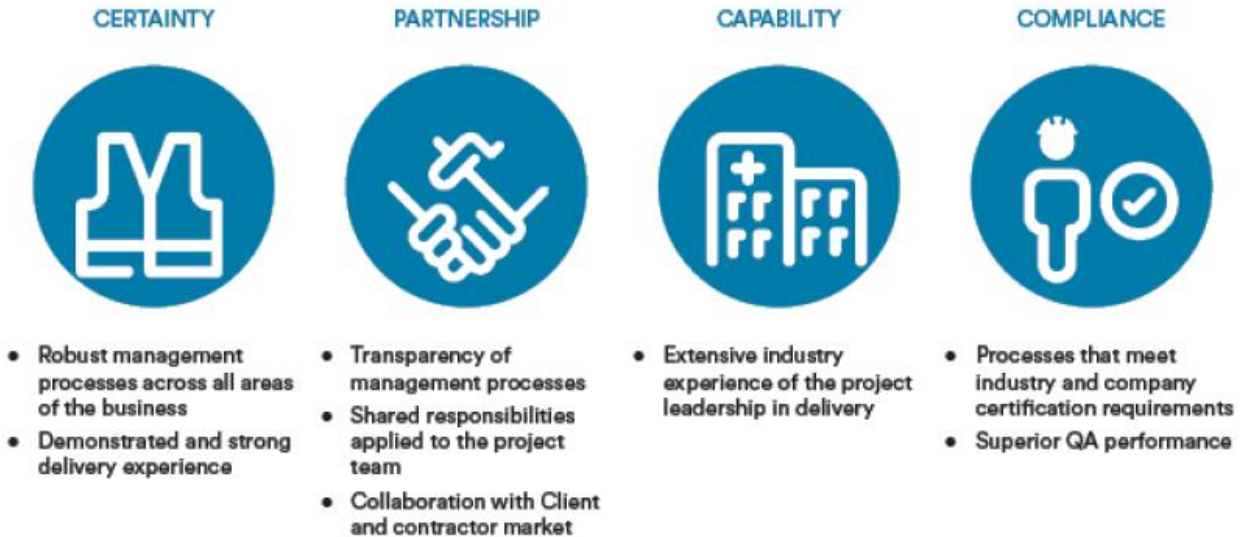 CERTAINTY
PARTNERSHIP
CAPABILITY
COMPLIANCE
● Robust management
processes across all areas
of the business
● Demonstrated and strong
delivery experience
● Transparency of
management processes
● Shared responsibilities
applied to the project
team
● Collaboration with Client
and contractor market
● Extensive industry
experience of the project
leadership in delivery
● Processes that meet
industry and company
certification requirements
● Superior QA performance